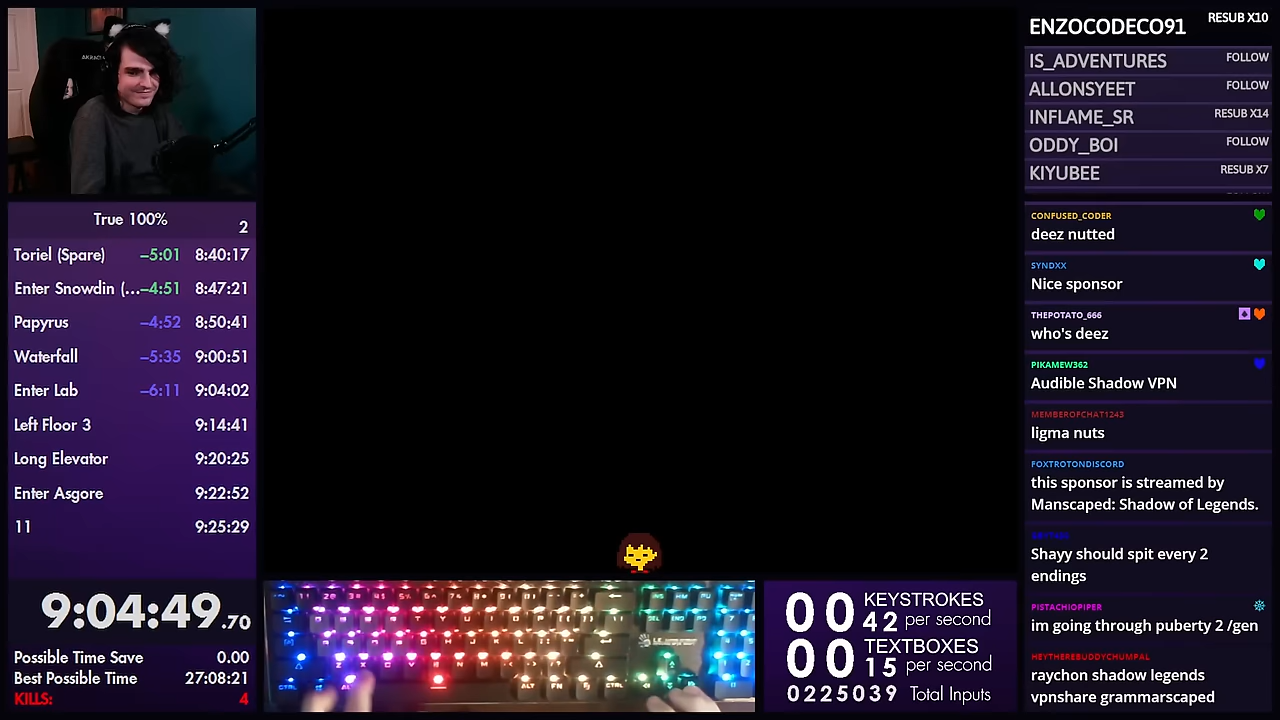 True 100%
2
Toriel (Spare) −5:01 8:40:17
Enter Snowdin (... −4:51 8:47:21
Papyrus −4:52 8:50:41
Waterfall −5:35 9:00:51
Enter Lab −6:11 9:04:02
Left Floor 3 9:14:41
Long Elevator 9:20:25
Enter Asgore 9:22:52
11 9:25:29
9:04:49.70
Possible Time Save 0.00
Best Possible Time 27:08:21
KILLS: 4
00 42 KEYSTROKES per second
00 15 TEXTBOXES per second
0225039 Total Inputs
ENZOCODECO91 RESUB X10
IS_ADVENTURES FOLLOW
ALLONSYEET FOLLOW
INFLAME_SR RESUB X14
ODDY_BOI FOLLOW
KIYUBEE RESUB X7
CONFUSED_CODER
deez nutted
SYNDXX
Nice sponsor
THEPOTATO_666
who's deez
PIKAMEW362
Audible Shadow VPN
MEMBEROFCHAT1243
ligma nuts
FOXTROTONDISCORD
this sponsor is streamed by
Manscaped: Shadow of Legends.
Shayy should spit every 2
endings
PISTACHIOPIPER
im going through puberty 2 /gen
HEYTHEREBUDDYCHUMPAL
raychon shadow legends
vpnshare grammarscaped